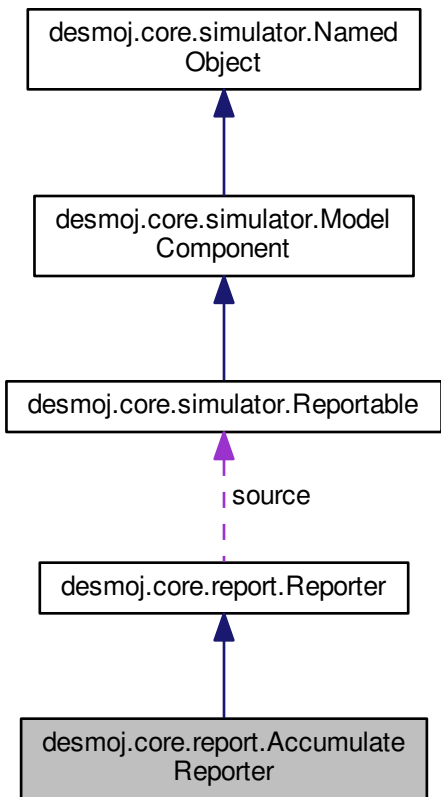 desmoj.core.simulator.Named
Object
desmoj.core.simulator.Model
Component
desmoj.core.simulator.Reportable
source
desmoj.core.report.Reporter
desmoj.core.report.Accumulate
Reporter